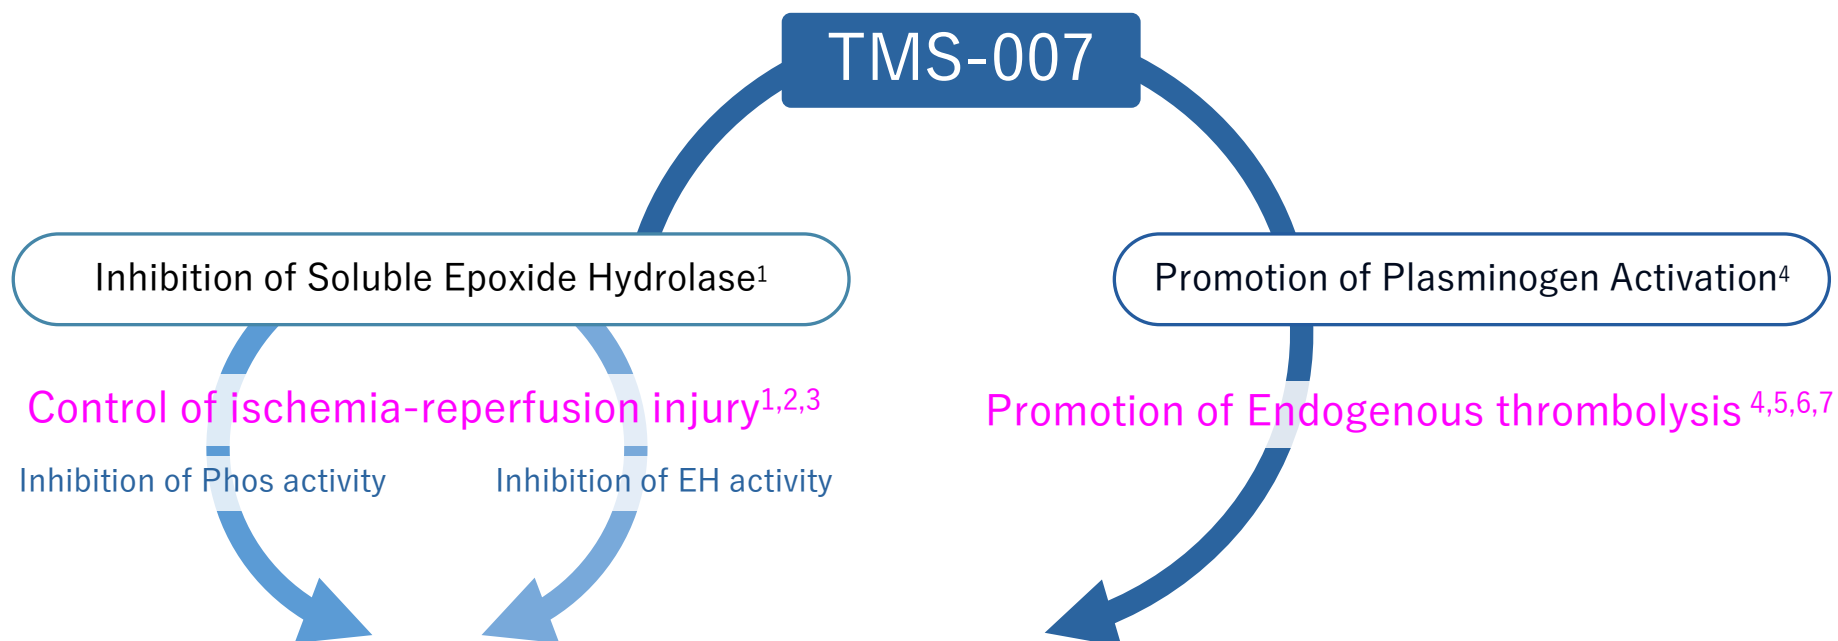 TMS-007
Inhibition of Soluble Epoxide Hydrolase¹
Promotion of Plasminogen Activation⁴
Control of ischemia-reperfusion injury¹,²,³
Promotion of Endogenous thrombolysis ⁴,⁵,⁶,⁷
Inhibition of Phos activity
Inhibition of EH activity